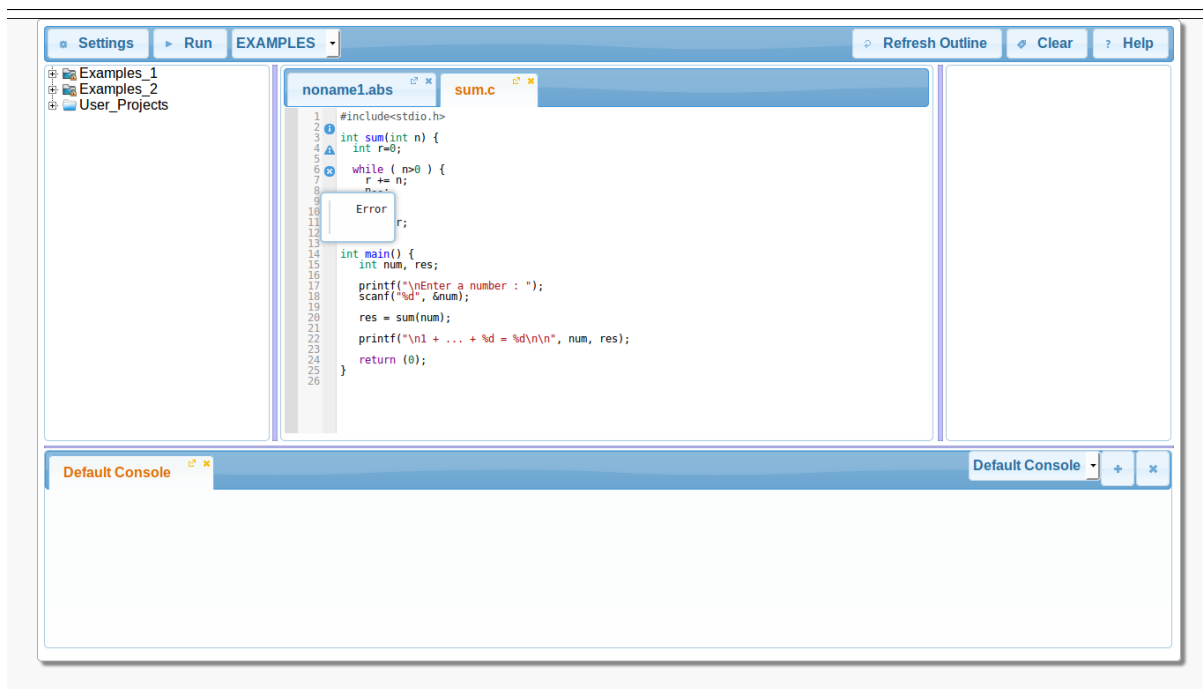 Settings Run EXAMPLES Refresh Outline Clear ? Help
Examples_1
Examples_2
User_Projects
noname1.abs sum.c
1 #include<stdio.h>
2
3 int sum(int n) {
4 int r=0;
5
6 while ( n>0 ) {
7 r += n;
8
9
10 Error
11 r;
12
13
14 int main() {
15 int num, res;
16
17 printf("\nEnter a number : ");
18 scanf("%d", &num);
19
20 res = sum(num);
21
22 printf("\n1 + ... + %d = %d\n\n", num, res);
23
24 return (0);
25 }
26
Default Console Default Console